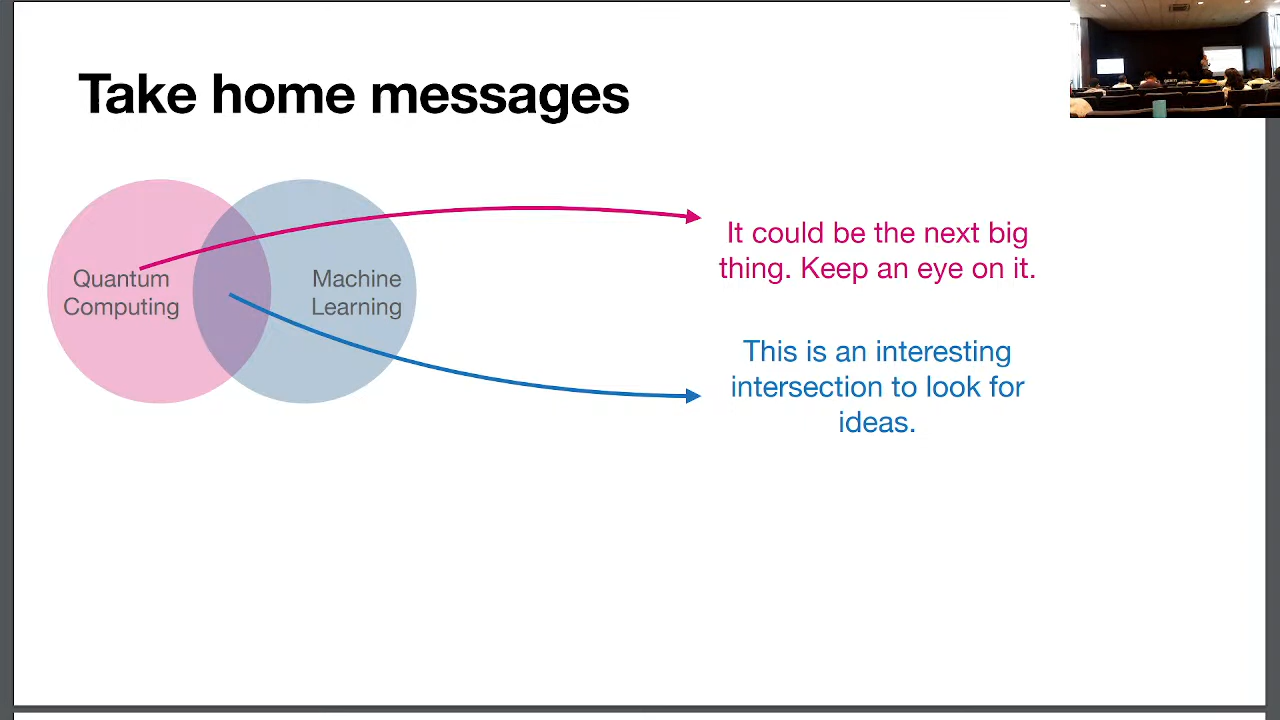 Take home messages
Quantum
Computing
Machine
Learning
It could be the next big
thing. Keep an eye on it.
This is an interesting
intersection to look for
ideas.